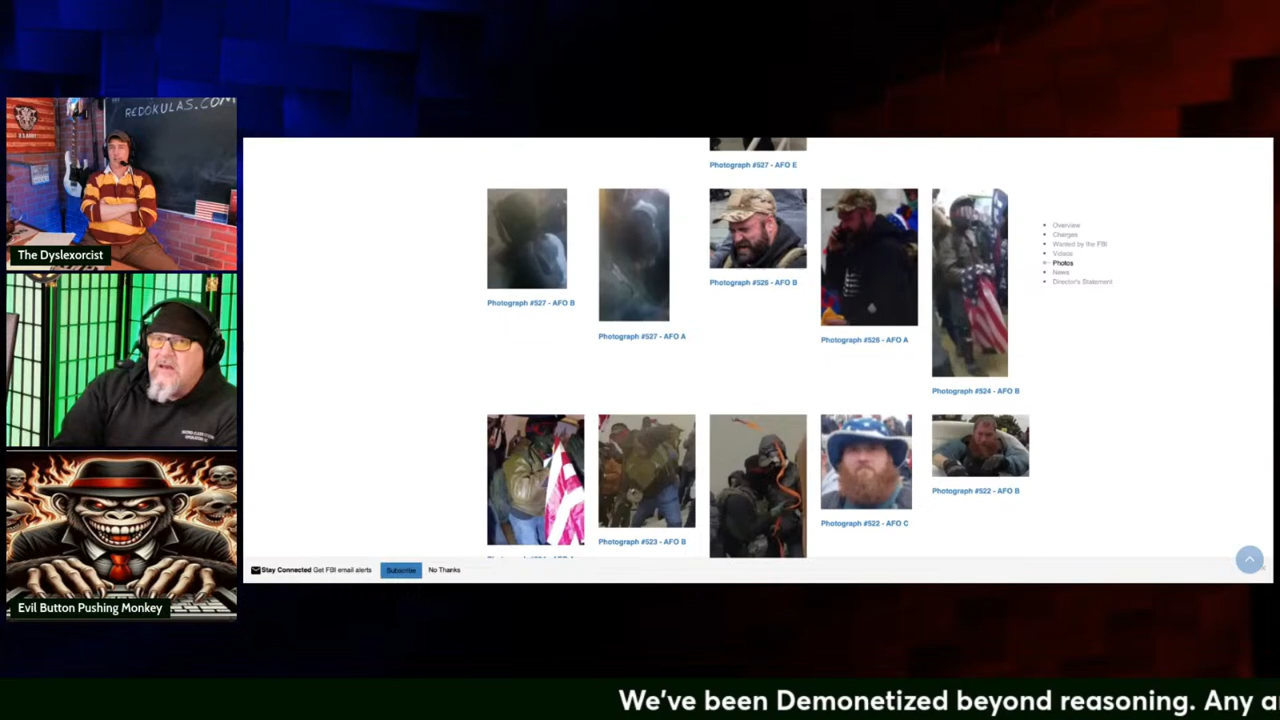 REDOKULAS.COM
The Dyslexorcist
Evil Button Pushing Monkey
Photograph #527 - AFO E
Photograph #527 - AFO B
Photograph #527 - AFO A
Photograph #526 - AFO B
Photograph #526 - AFO A
Photograph #524 - AFO B
Photograph #523 - AFO B
Photograph #522 - AFO C
Photograph #522 - AFO B
Overview
Charges
Wanted by the FBI
Videos
Photos
News
Director's Statement
Stay Connected Get FBI email alerts
Subscribe
No Thanks
We've been Demonetized beyond reasoning. Any